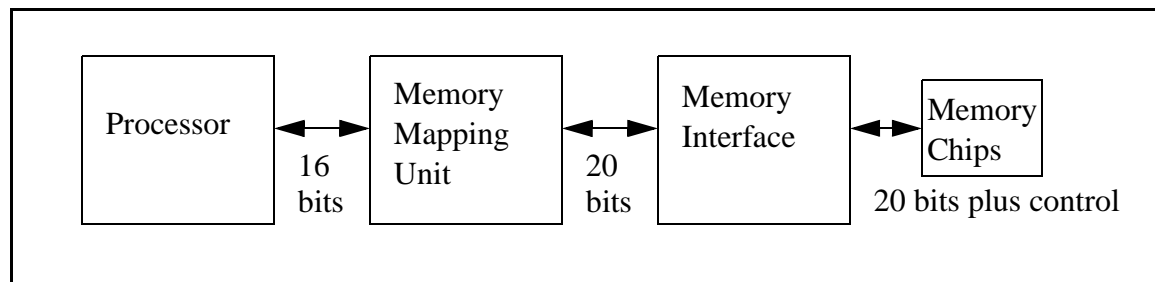 Processor
16
bits
Memory
Mapping
Unit
20
bits
Memory
Interface
Memory
Chips
20 bits plus control